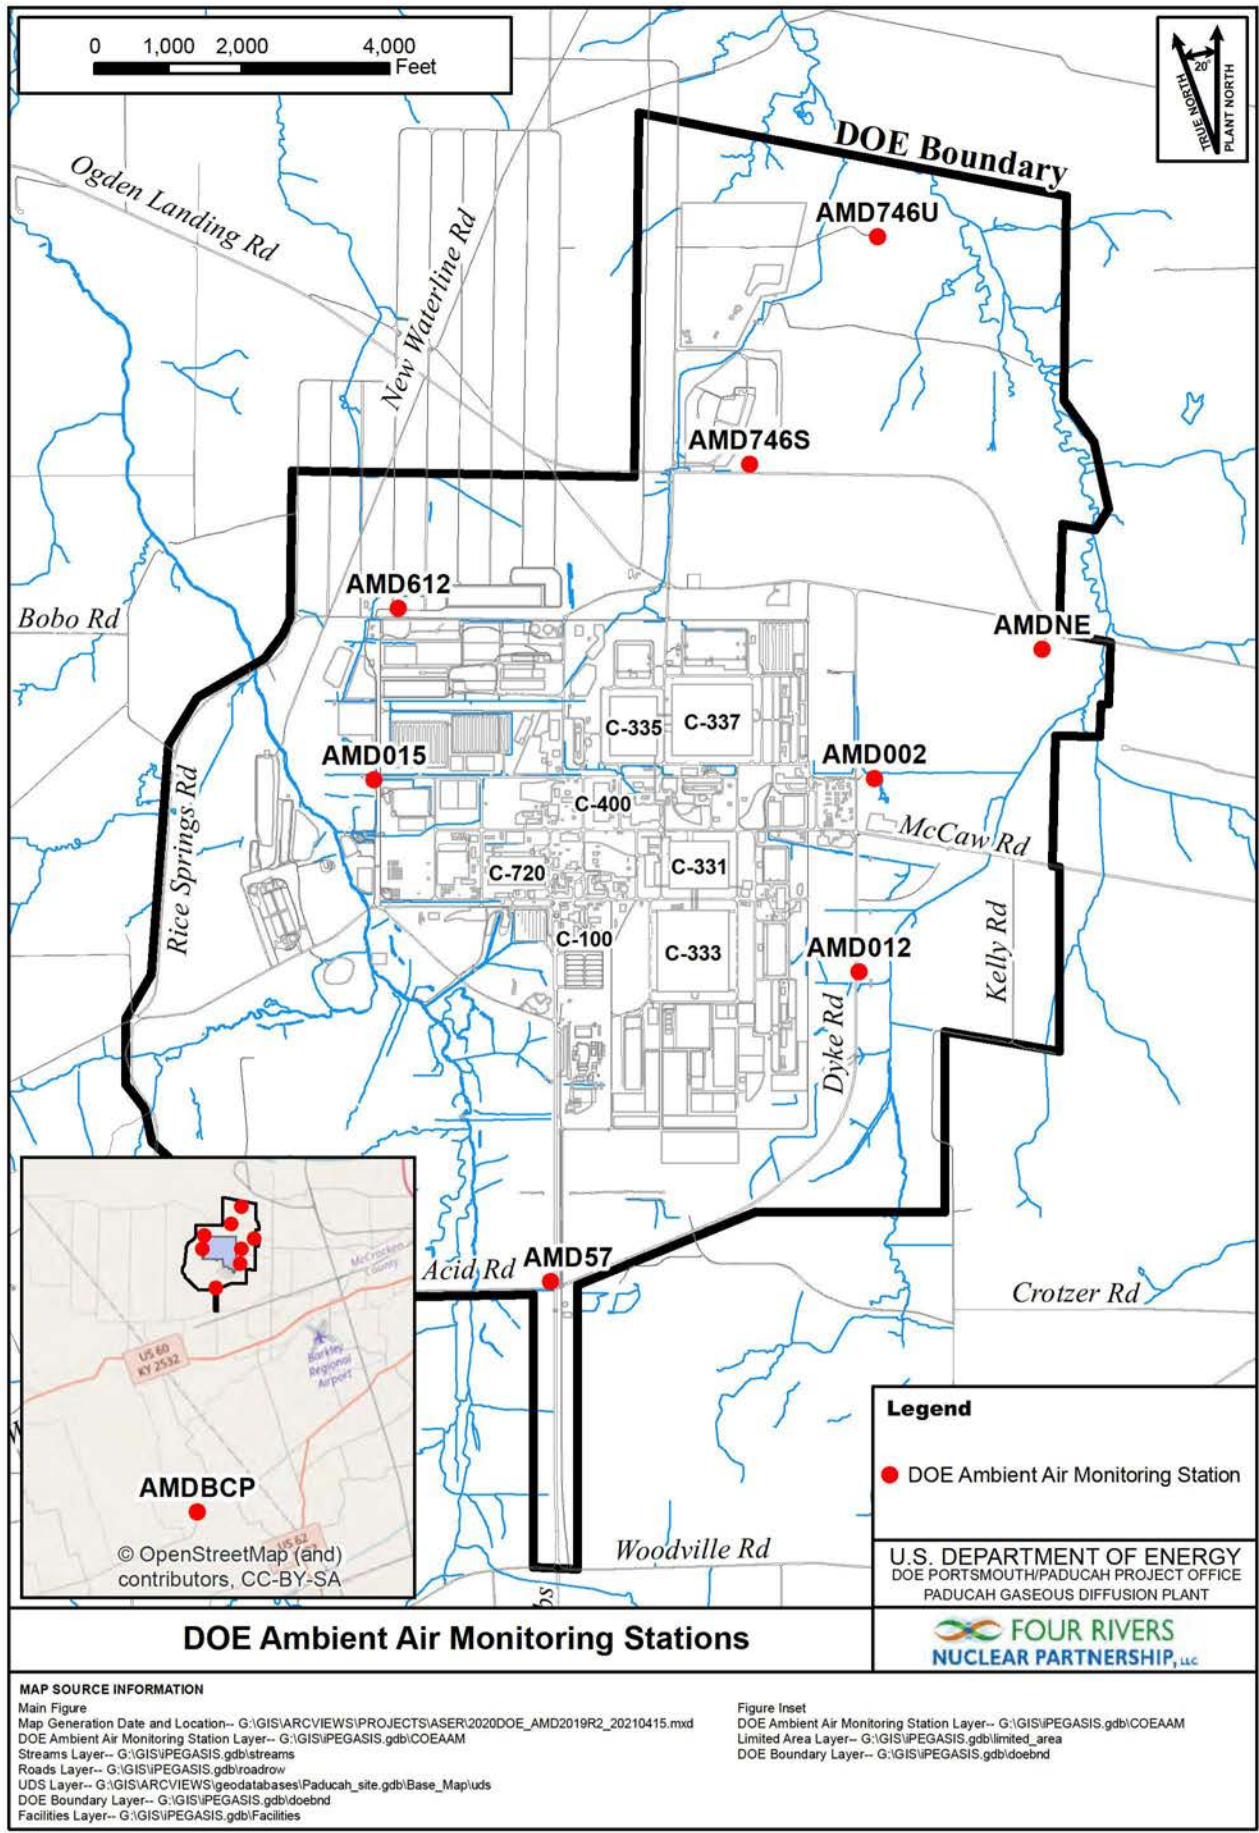 0 1,000 2,000 4,000
Feet
TRUE NORTH
20°
PLANT NORTH
DOE Boundary
Ogden Landing Rd
New Waterline Rd
AMD746U
AMD746S
AMD612
Bobo Rd
AMDNE
C-335
C-337
AMD015
AMD002
Rice Springs Rd
C-400
McCaw Rd
C-720
C-331
C-100
C-333
AMD012
Kelly Rd
Dyke Rd
Acid Rd
AMD57
Crotzer Rd
McCracken
County
US 60
KY 2532
Barkley
Regional
Airport
AMDBCP
US 62
© OpenStreetMap (and)
contributors, CC-BY-SA
W
Woodville Rd
bs
Legend
DOE Ambient Air Monitoring Station
U.S. DEPARTMENT OF ENERGY
DOE PORTSMOUTH/PADUCAH PROJECT OFFICE
PADUCAH GASEOUS DIFFUSION PLANT
DOE Ambient Air Monitoring Stations
FOUR RIVERS
NUCLEAR PARTNERSHIP, LLC
MAP SOURCE INFORMATION
Main Figure
Map Generation Date and Location-- G:\GIS\ARCVIEWS\PROJECTS\ASER\2020DOE_AMD2019R2_20210415.mxd
DOE Ambient Air Monitoring Station Layer-- G:\GIS\iPEGASIS.gdb\COEAAM
Streams Layer-- G:\GIS\iPEGASIS.gdb\streams
Roads Layer-- G:\GIS\iPEGASIS.gdb\roadrow
UDS Layer-- G:\GIS\ARCVIEWS\geodatabases\Paducah_site.gdb\Base_Map\uds
DOE Boundary Layer-- G:\GIS\iPEGASIS.gdb\doebnd
Facilities Layer-- G:\GIS\iPEGASIS.gdb\Facilities
Figure Inset
DOE Ambient Air Monitoring Station Layer-- G:\GIS\iPEGASIS.gdb\COEAAM
Limited Area Layer-- G:\GIS\iPEGASIS.gdb\limited_area
DOE Boundary Layer-- G:\GIS\iPEGASIS.gdb\doebnd